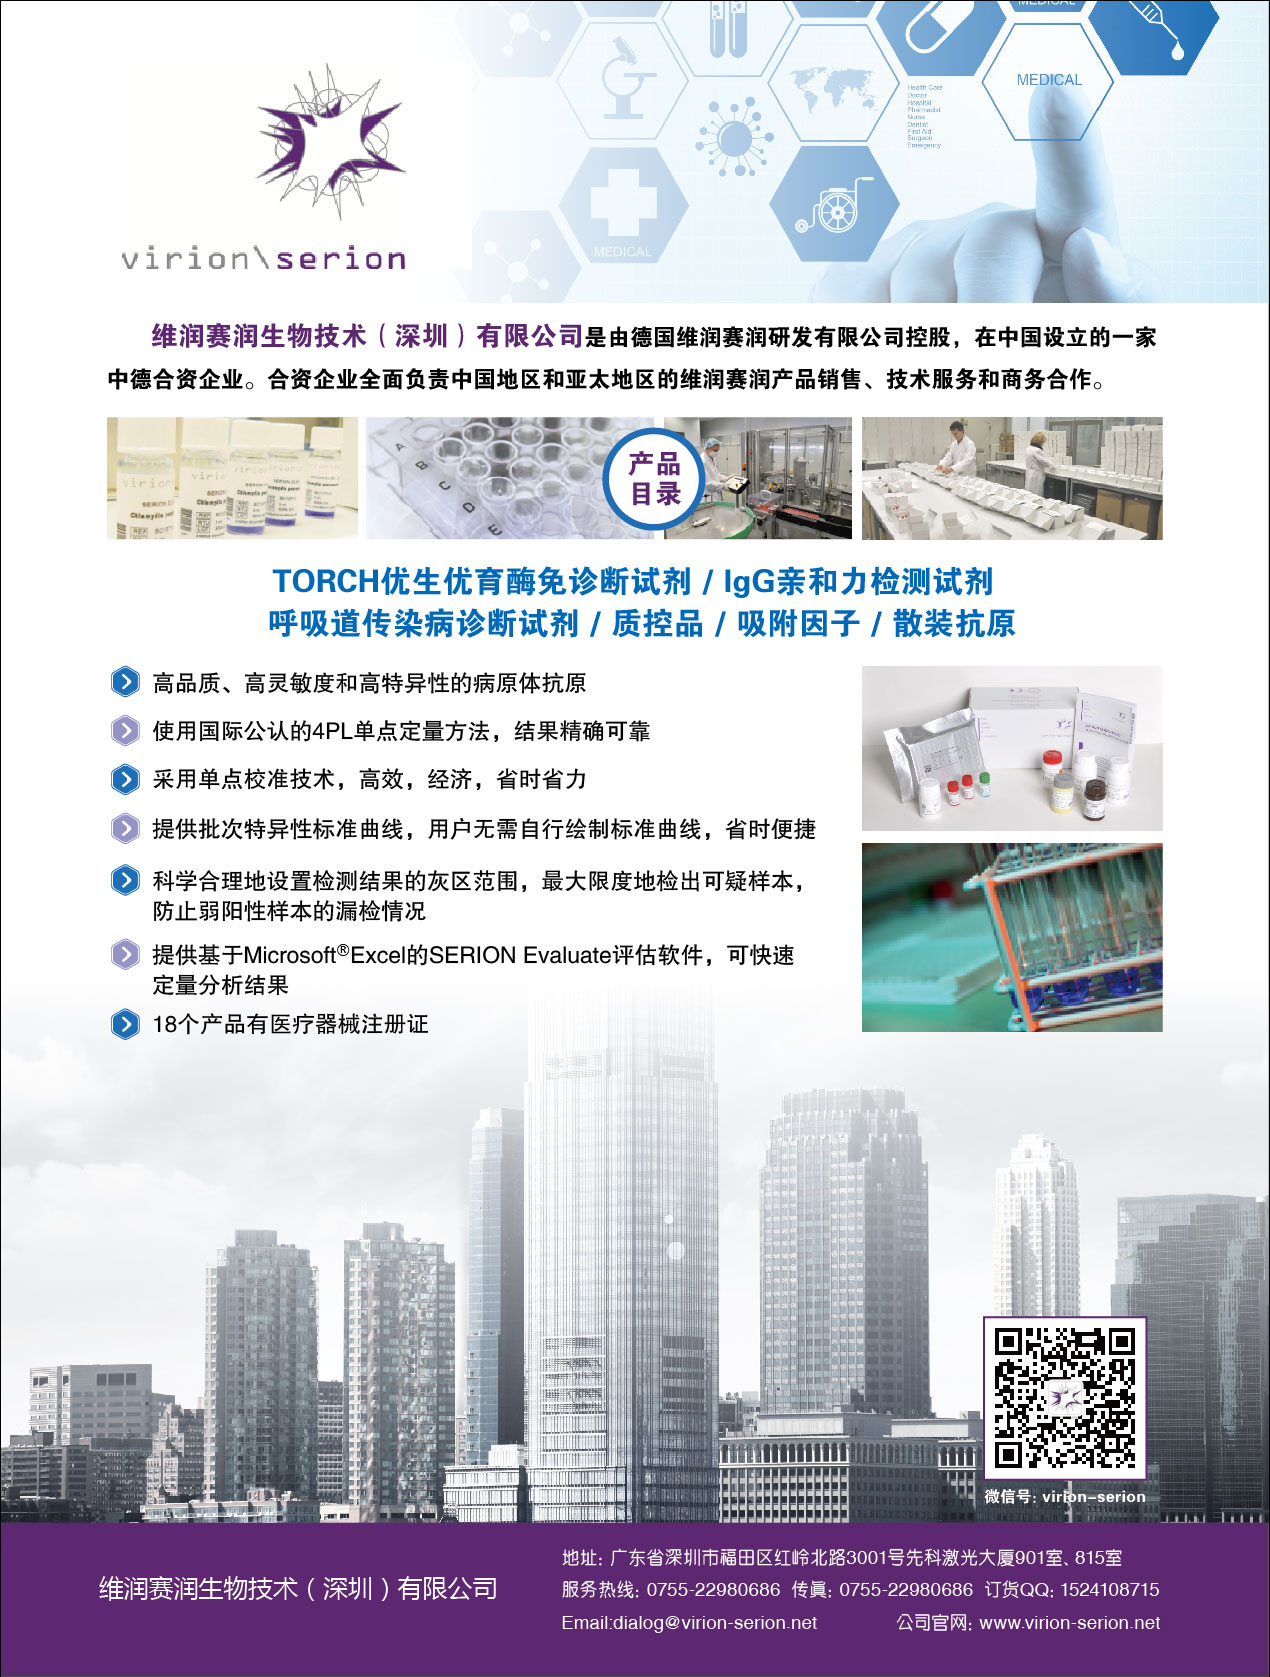 MEDICAL
MEDICAL
Health Care
Doctor
Hospital
Pharmacist
Nurse
Dentist
First Aid
Surgeon
Emergency
MEDICAL
virion\serion
维润赛润生物技术（深圳）有限公司是由德国维润赛润研发有限公司控股，在中国设立的一家
中德合资企业。合资企业全面负责中国地区和亚太地区的维润赛润产品销售、技术服务和商务合作。
产品
目录
A
B
C
D
E
TORCH优生优育酶免诊断试剂 / IgG亲和力检测试剂
呼吸道传染病诊断试剂 / 质控品 / 吸附因子 / 散装抗原
高品质、高灵敏度和高特异性的病原体抗原
使用国际公认的4PL单点定量方法，结果精确可靠
采用单点校准技术，高效，经济，省时省力
提供批次特异性标准曲线，用户无需自行绘制标准曲线，省时便捷
科学合理地设置检测结果的灰区范围，最大限度地检出可疑样本，
防止弱阳性样本的漏检情况
提供基于Microsoft®Excel的SERION Evaluate评估软件，可快速
定量分析结果
18个产品有医疗器械注册证
微信号: virion-serion
维润赛润生物技术（深圳）有限公司
地址: 广东省深圳市福田区红岭北路3001号先科激光大厦901室、815室
服务热线: 0755-22980686 传真: 0755-22980686 订货QQ: 1524108715
Email:dialog@virion-serion.net 公司官网: www.virion-serion.net